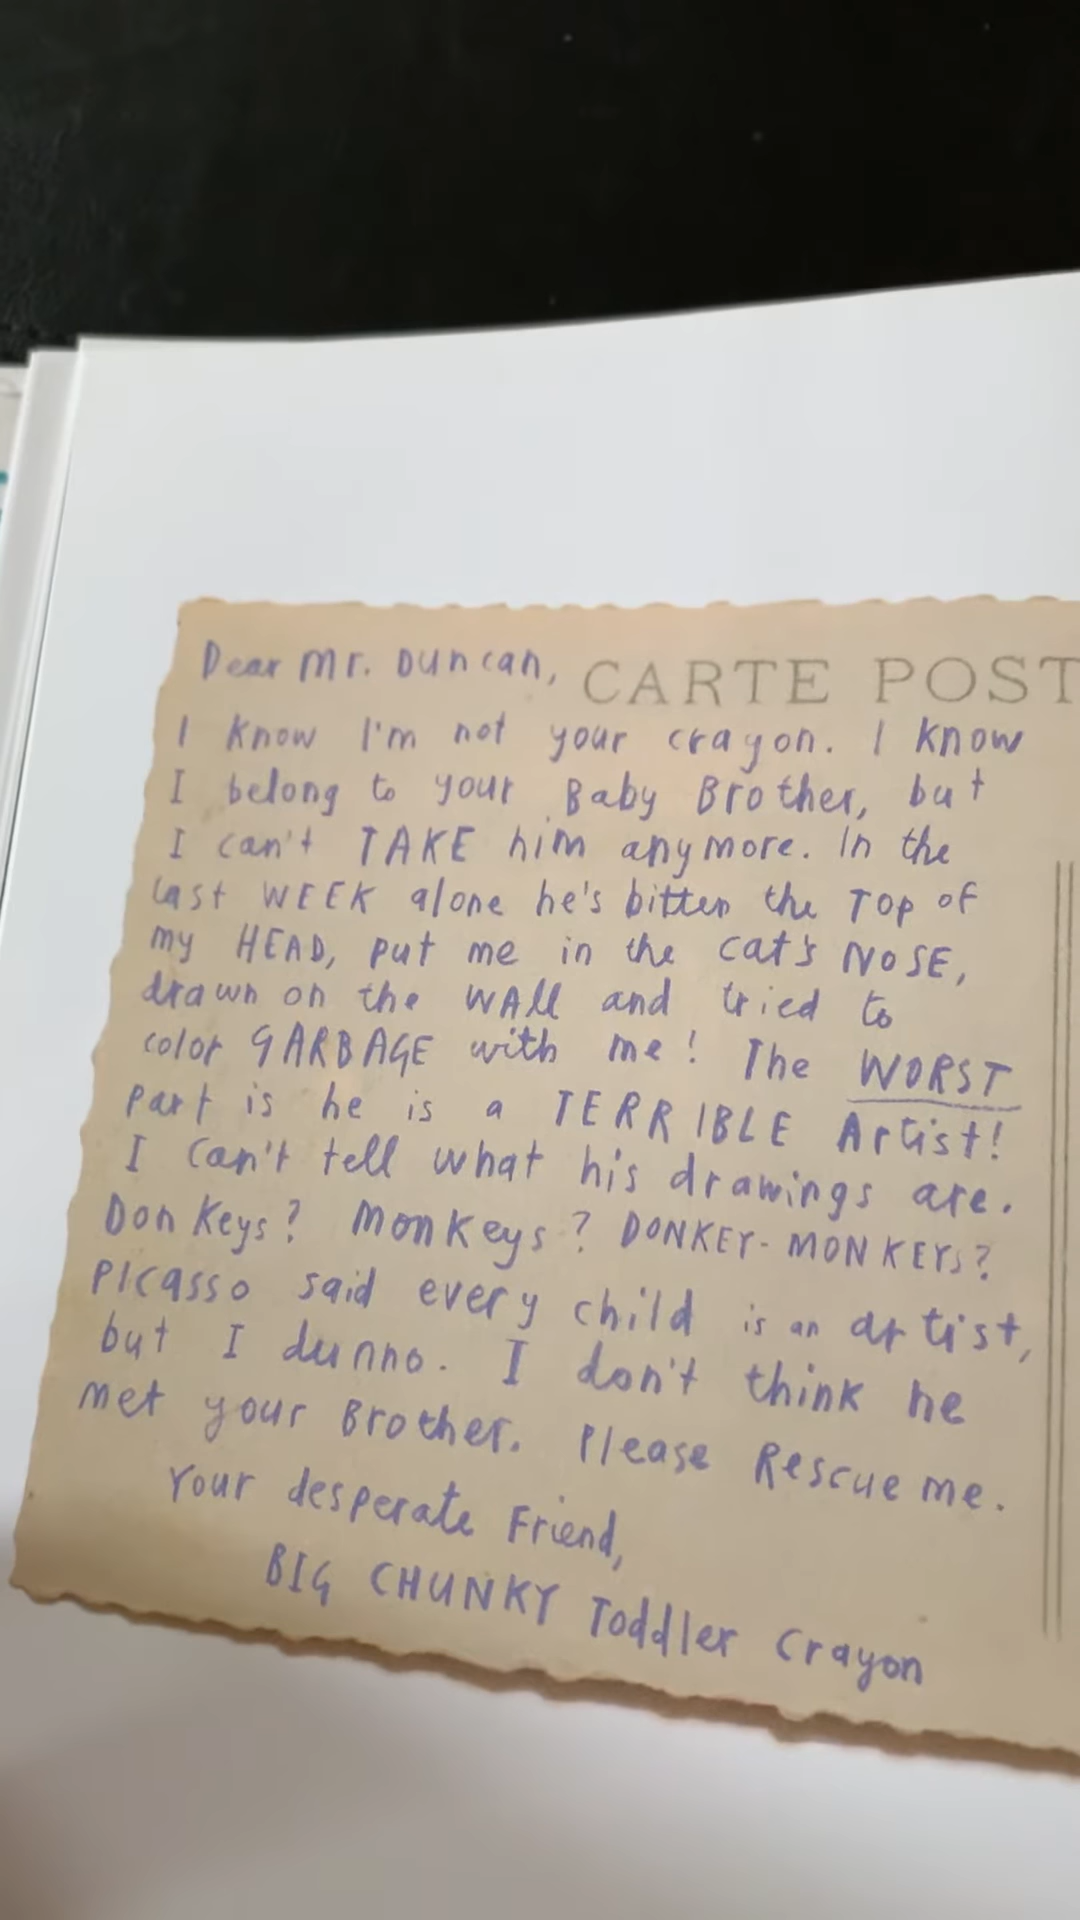 Dear Mr. Duncan,
CARTE POST
I know I'm not your crayon. I know
I belong to your Baby Brother, but
I can't TAKE him anymore. In the
last WEEK alone he's bitten the TOP of
my HEAD, put me in the cat's NOSE,
drawn on the WAll and tried to
color GARBAGE with me! The WORST
part is he is a TERRIBLE Artist!
I can't tell what his drawings are.
Donkeys? Monkeys? DONKEY-MONKEYs?
Picasso said every child is an artist,
but I dunno. I don't think he
met your Brother. Please Rescue me.
Your desperate Friend,
BIG CHUNKY Toddler Crayon